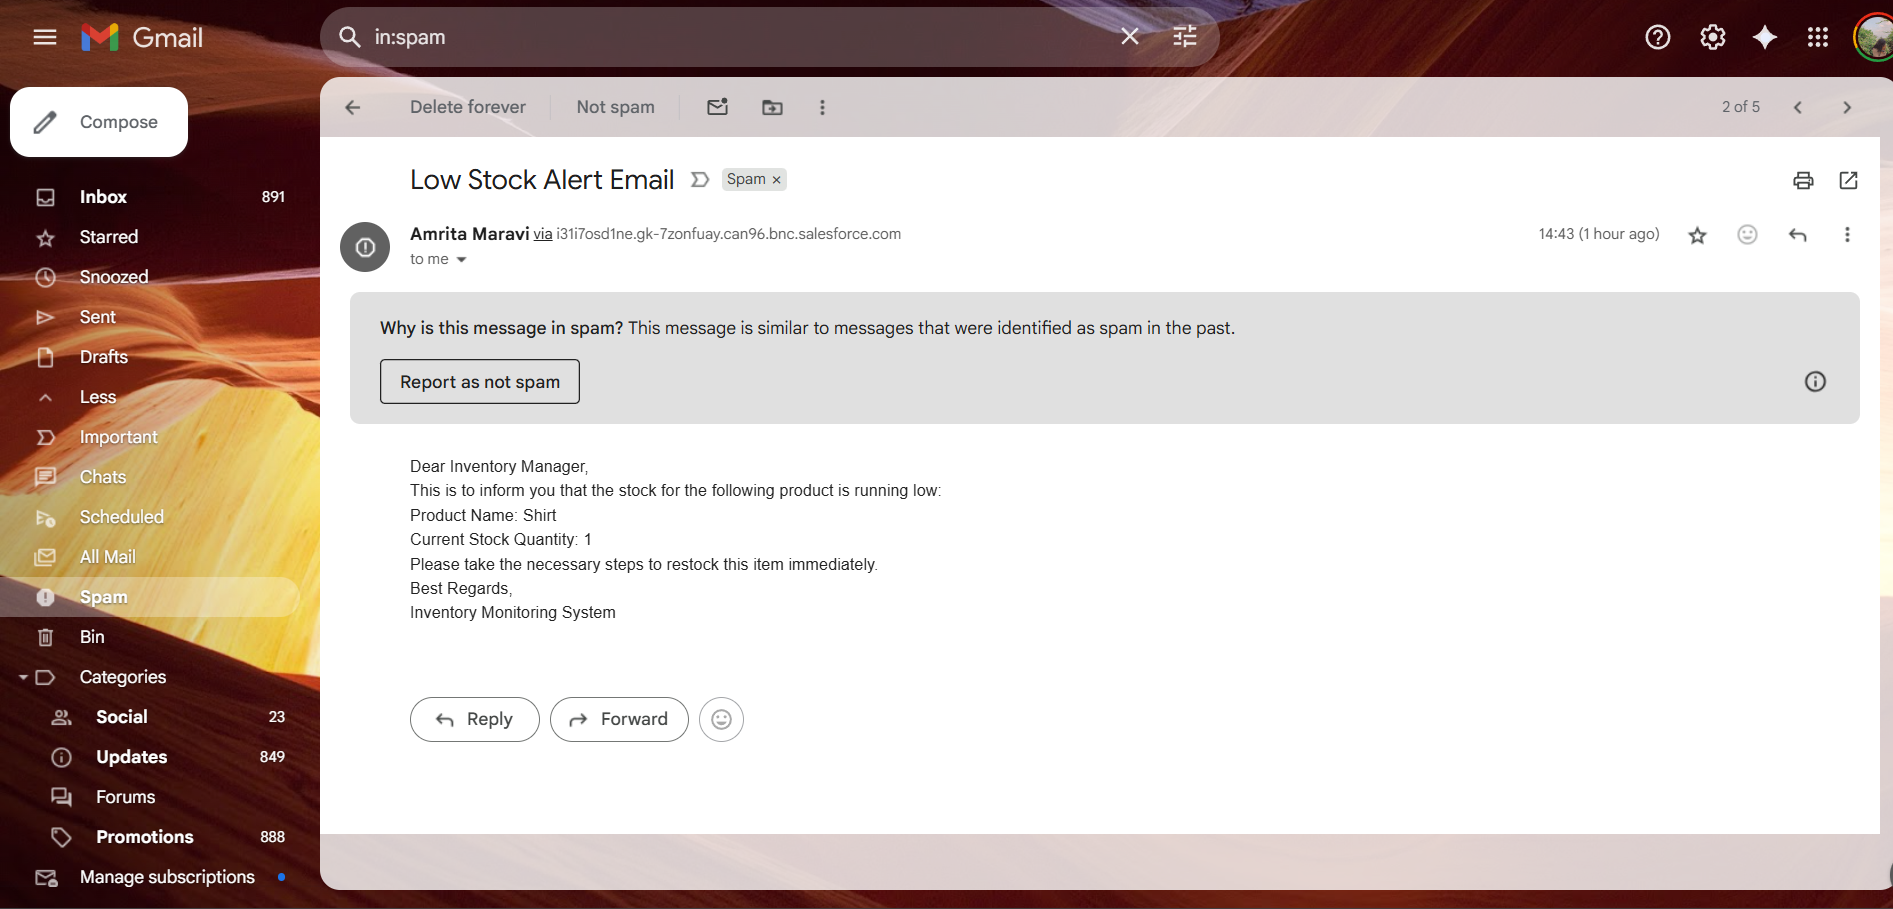 Gmail
in:spam
Compose
Inbox 891
Starred
Snoozed
Sent
Drafts
Less
Important
Chats
Scheduled
All Mail
Spam
Bin
Categories
Social 23
Updates 849
Forums
Promotions 888
Manage subscriptions
Delete forever Not spam 2 of 5
Low Stock Alert Email Spam ×
Amrita Maravi via i31i7osd1ne.gk-7zonfuay.can96.bnc.salesforce.com 14:43 (1 hour ago)
to me
Why is this message in spam? This message is similar to messages that were identified as spam in the past.
Report as not spam
Dear Inventory Manager,
This is to inform you that the stock for the following product is running low:
Product Name: Shirt
Current Stock Quantity: 1
Please take the necessary steps to restock this item immediately.
Best Regards,
Inventory Monitoring System
Reply Forward